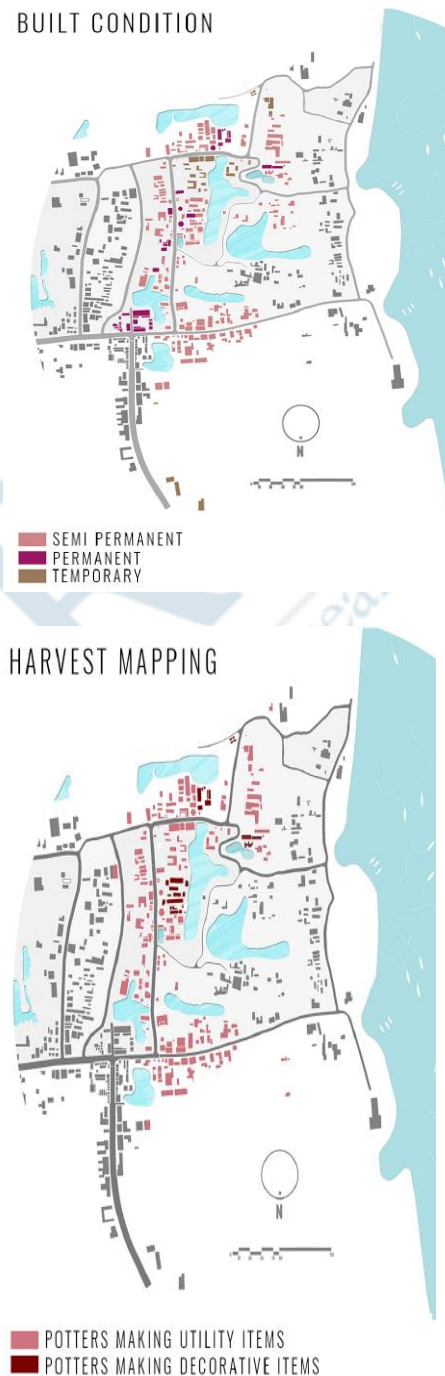 BUILT CONDITION
N
SEMI PERMANENT
PERMANENT
TEMPORARY
HARVEST MAPPING
N
POTTERS MAKING UTILITY ITEMS
POTTERS MAKING DECORATIVE ITEMS